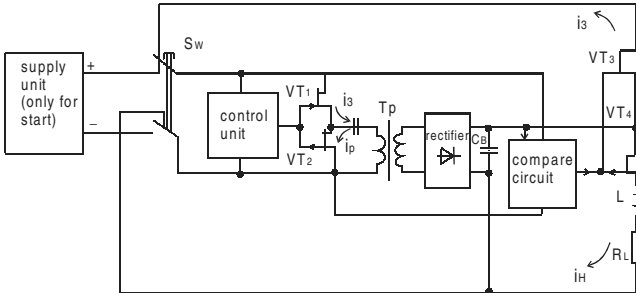 i3
Sw
VT3
+
supply
unit
(only for
start)
VT1
i3
Tp
control
unit
ip
VT2
–
rectifier
CB
VT4
compare
circuit
L
RL
iH